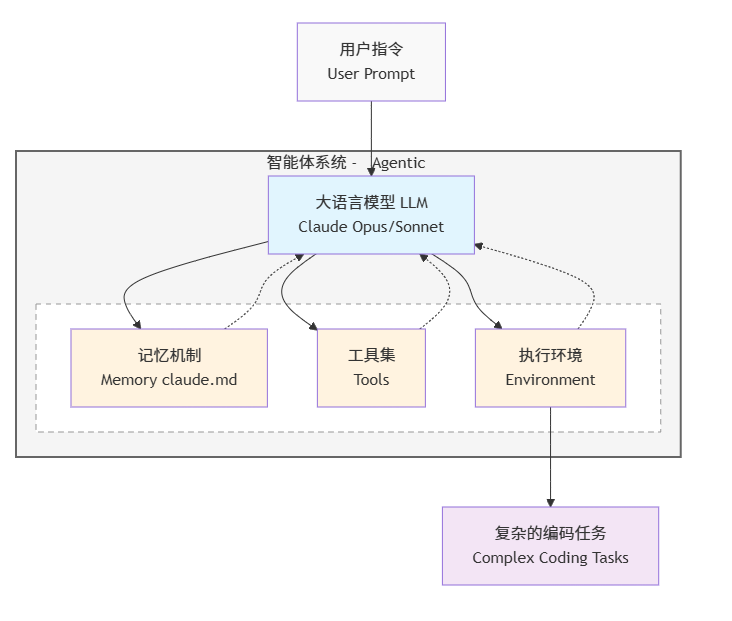 用户指令
User Prompt
智能体系统 - Agentic
大语言模型 LLM
Claude Opus/Sonnet
记忆机制
Memory claude.md
工具集
Tools
执行环境
Environment
复杂的编码任务
Complex Coding Tasks